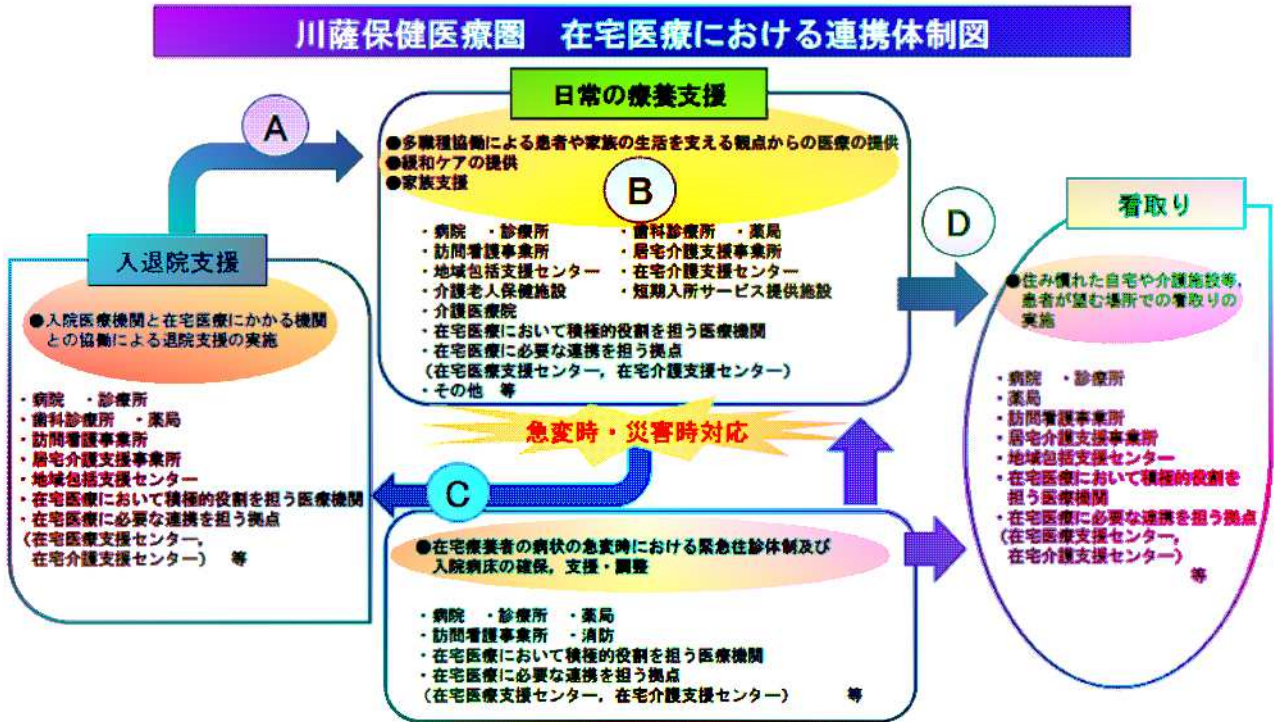 川薩保健医療圏　在宅医療における連携体制図
A
日常の療養支援
●多職種協働による患者や家族の生活を支える観点からの医療の提供
●緩和ケアの提供
●家族支援
B
・病院　・診療所　・歯科診療所　・薬局
・訪問看護事業所　・居宅介護支援事業所
・地域包括支援センター　・在宅介護支援センター
・介護老人保健施設　・短期入所サービス提供施設
・介護医療院
・在宅医療において積極的役割を担う医療機関
・在宅医療に必要な連携を担う拠点
（在宅医療支援センター，在宅介護支援センター）
・その他　等
入退院支援
●入院医療機関と在宅医療にかかる機関
との協働による退院支援の実施
・病院　・診療所
・歯科診療所　・薬局
・訪問看護事業所
・居宅介護支援事業所
・地域包括支援センター
・在宅医療において積極的役割を担う医療機関
・在宅医療に必要な連携を担う拠点
（在宅医療支援センター，
在宅介護支援センター）　等
急変時・災害時対応
C
●在宅療養者の病状の急変時における緊急往診体制及び
入院病床の確保，支援・調整
・病院　・診療所　・薬局
・訪問看護事業所　・消防
・在宅医療において積極的役割を担う医療機関
・在宅医療に必要な連携を担う拠点
（在宅医療支援センター，在宅介護支援センター）　等
D
看取り
●住み慣れた自宅や介護施設等，
患者が望む場所での看取りの
実施
・病院　・診療所
・薬局
・訪問看護事業所
・居宅介護支援事業所
・地域包括支援センター
・在宅医療において積極的役割を
担う医療機関
・在宅医療に必要な連携を担う拠点
（在宅医療支援センター，
在宅介護支援センター）
等